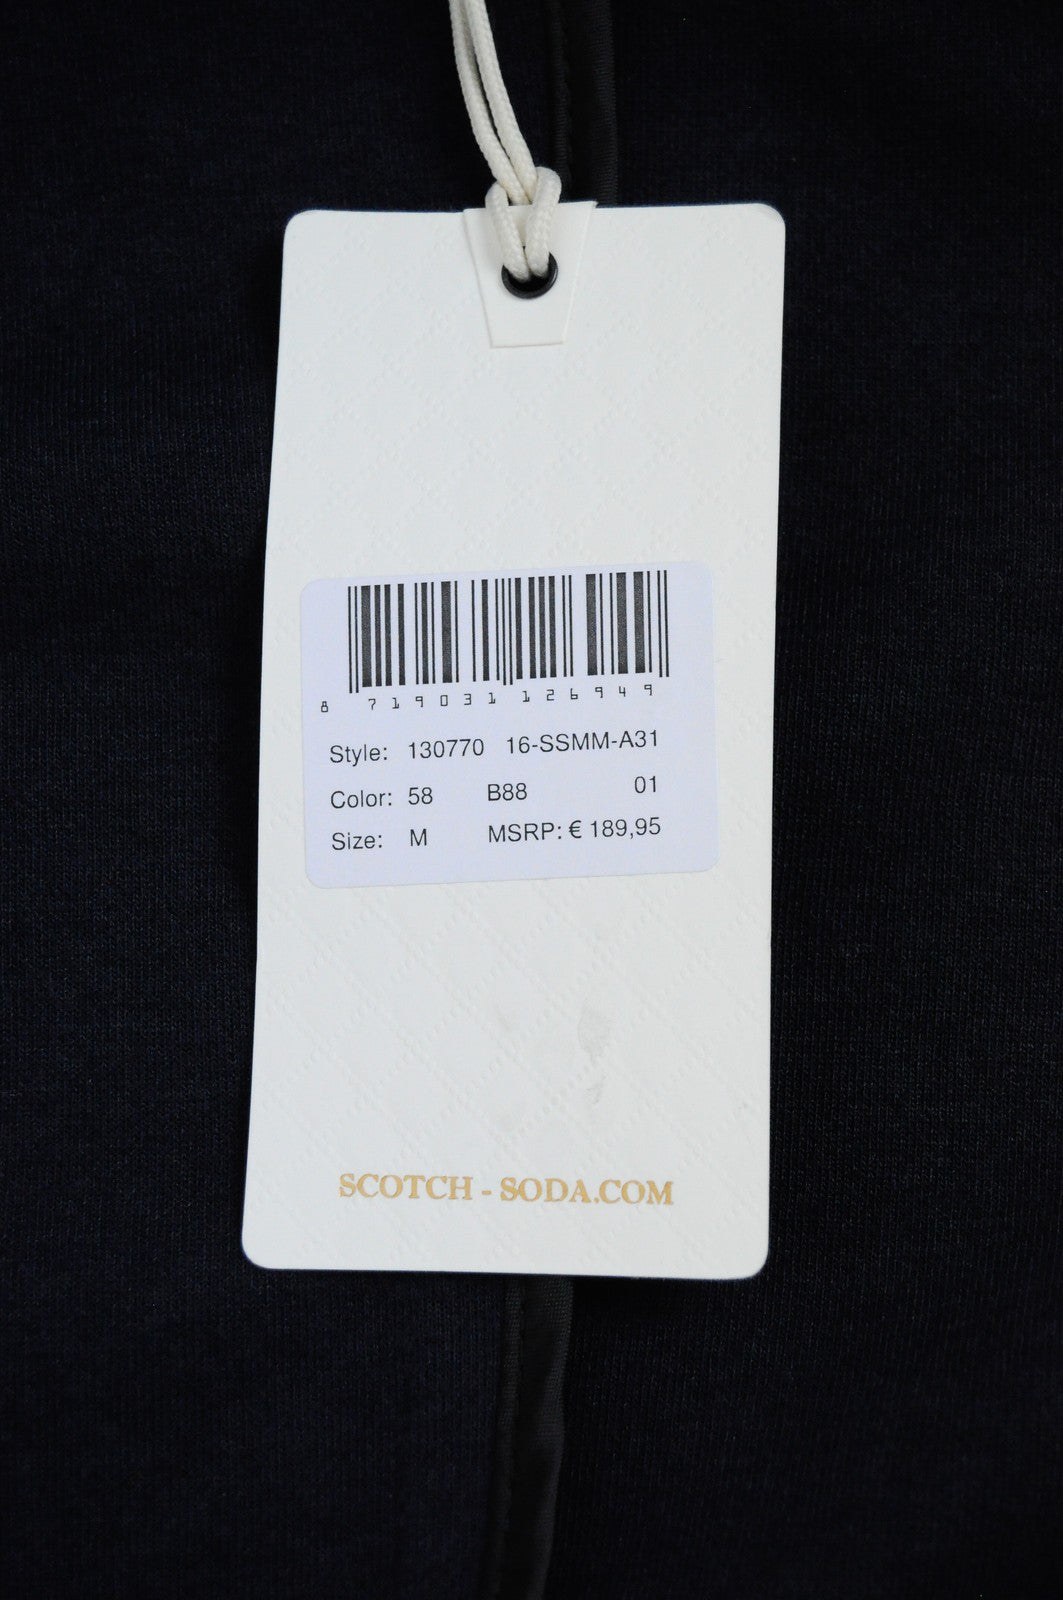 8 719031 126949
Style: 130770 16-SSMM-A31
Color: 58 B88 01
Size: M MSRP: € 189,95
SCOTCH - SODA.COM